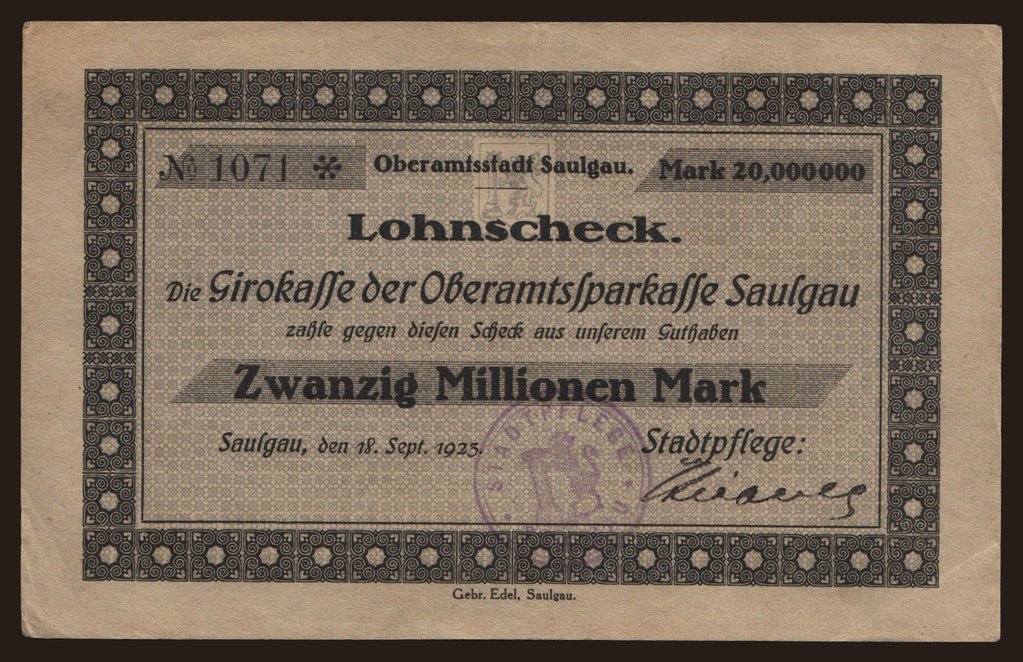 № 1071 *
Oberamtsstadt Saulgau.
Mark 20,000000
Lohnscheck.
Die Girokaſſe der Oberamtsſparkaſſe Saulgau
zahle gegen dieſen Scheck aus unſerem Guthaben
Zwanzig Millionen Mark
Saulgau, den 18. Sept. 1923.
Stadtpflege:
STADTPFLEGE
Gebr. Edel, Saulgau.